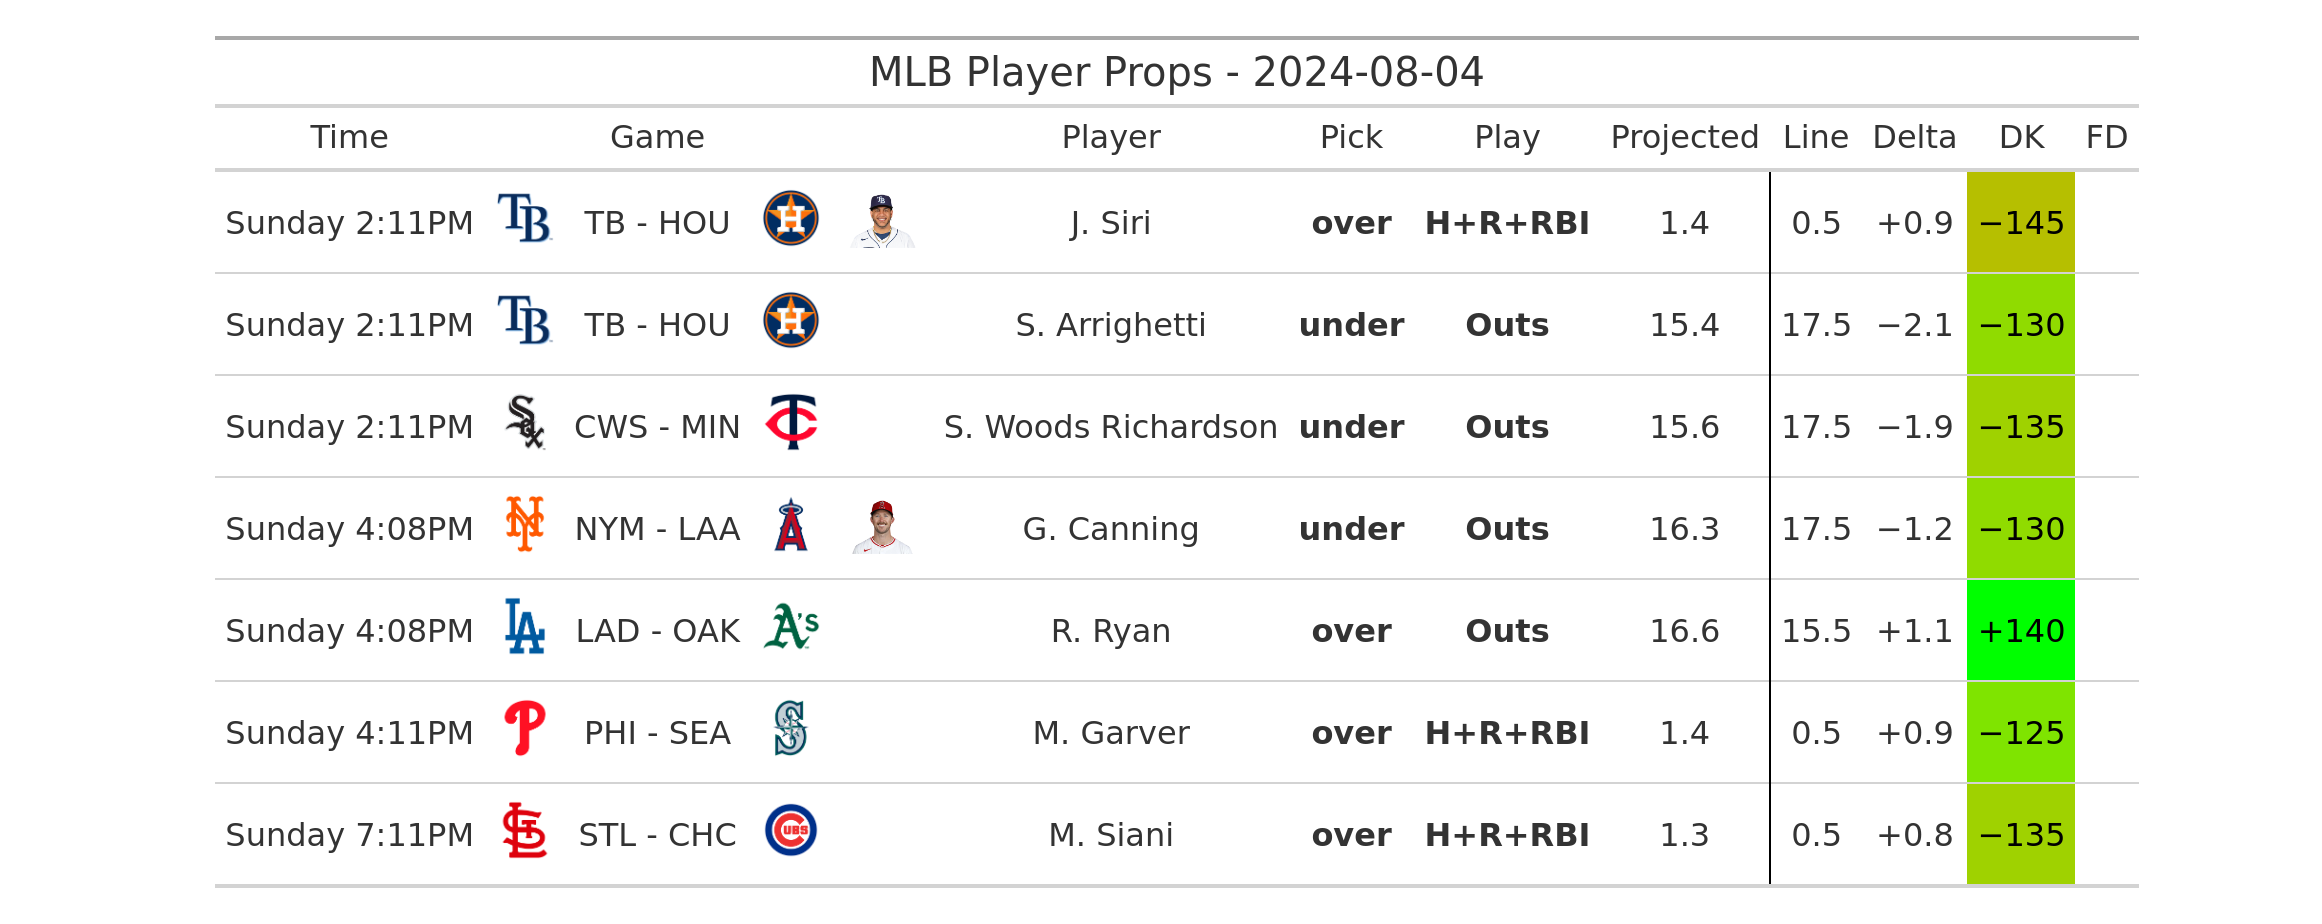 MLB Player Props - 2024-08-04
Time Game Player Pick Play Projected Line Delta DK FD
Sunday 2:11PM TB - HOU J. Siri over H+R+RBI 1.4 0.5 +0.9 −145
Sunday 2:11PM TB - HOU S. Arrighetti under Outs 15.4 17.5 −2.1 −130
Sunday 2:11PM CWS - MIN S. Woods Richardson under Outs 15.6 17.5 −1.9 −135
Sunday 4:08PM NYM - LAA G. Canning under Outs 16.3 17.5 −1.2 −130
Sunday 4:08PM LAD - OAK R. Ryan over Outs 16.6 15.5 +1.1 +140
Sunday 4:11PM PHI - SEA M. Garver over H+R+RBI 1.4 0.5 +0.9 −125
Sunday 7:11PM STL - CHC M. Siani over H+R+RBI 1.3 0.5 +0.8 −135